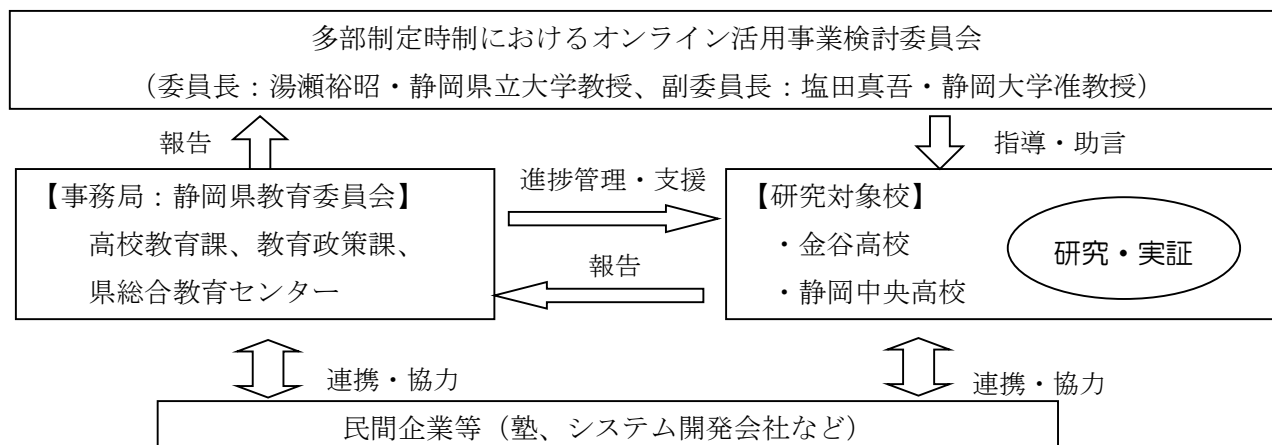 多部制定時制におけるオンライン活用事業検討委員会
（委員長：湯瀬裕昭・静岡県立大学教授、副委員長：塩田真吾・静岡大学准教授）
報告
指導・助言
【事務局：静岡県教育委員会】
高校教育課、教育政策課、
県総合教育センター
進捗管理・支援
報告
【研究対象校】
・金谷高校
・静岡中央高校
研究・実証
連携・協力
連携・協力
民間企業等（塾、システム開発会社など）